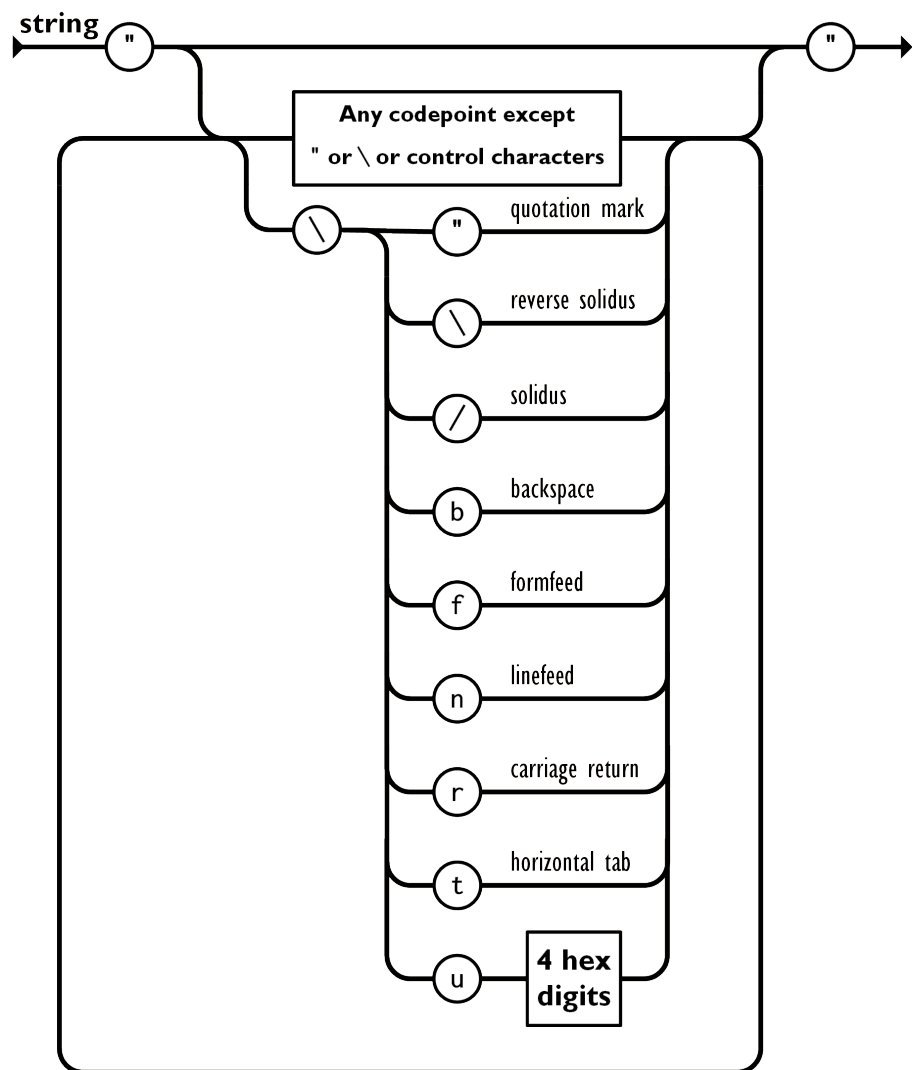 string
" "
Any codepoint except
" or \ or control characters
\ " quotation mark
\ reverse solidus
/ solidus
b backspace
f formfeed
n linefeed
r carriage return
t horizontal tab
u 4 hex
digits